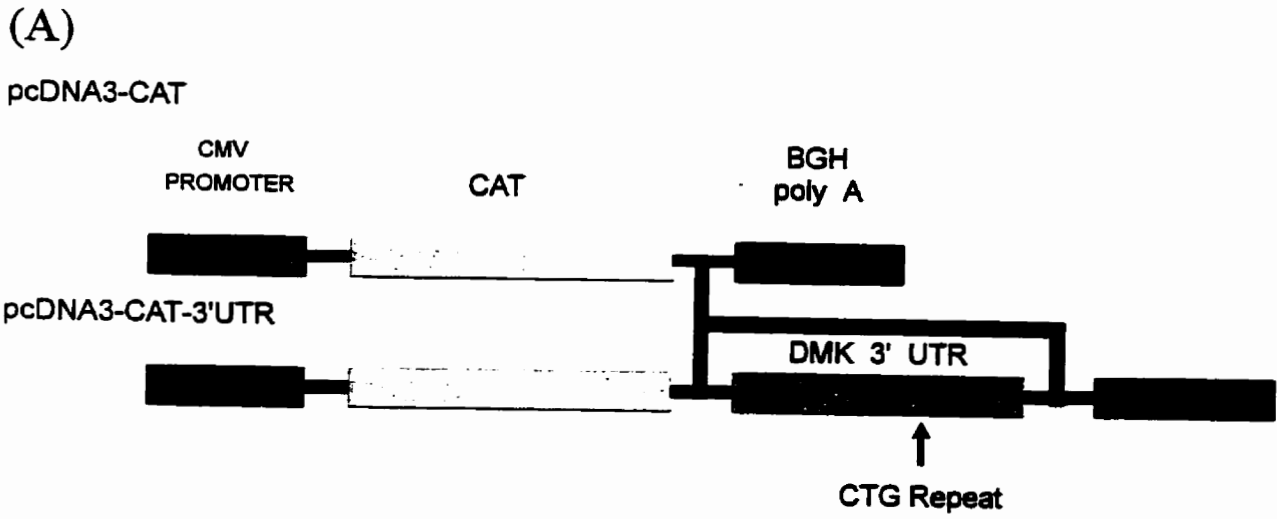 (A)
pcDNA3-CAT
CMV
PROMOTER
CAT
BGH
poly A
pcDNA3-CAT-3'UTR
DMK 3' UTR
CTG Repeat